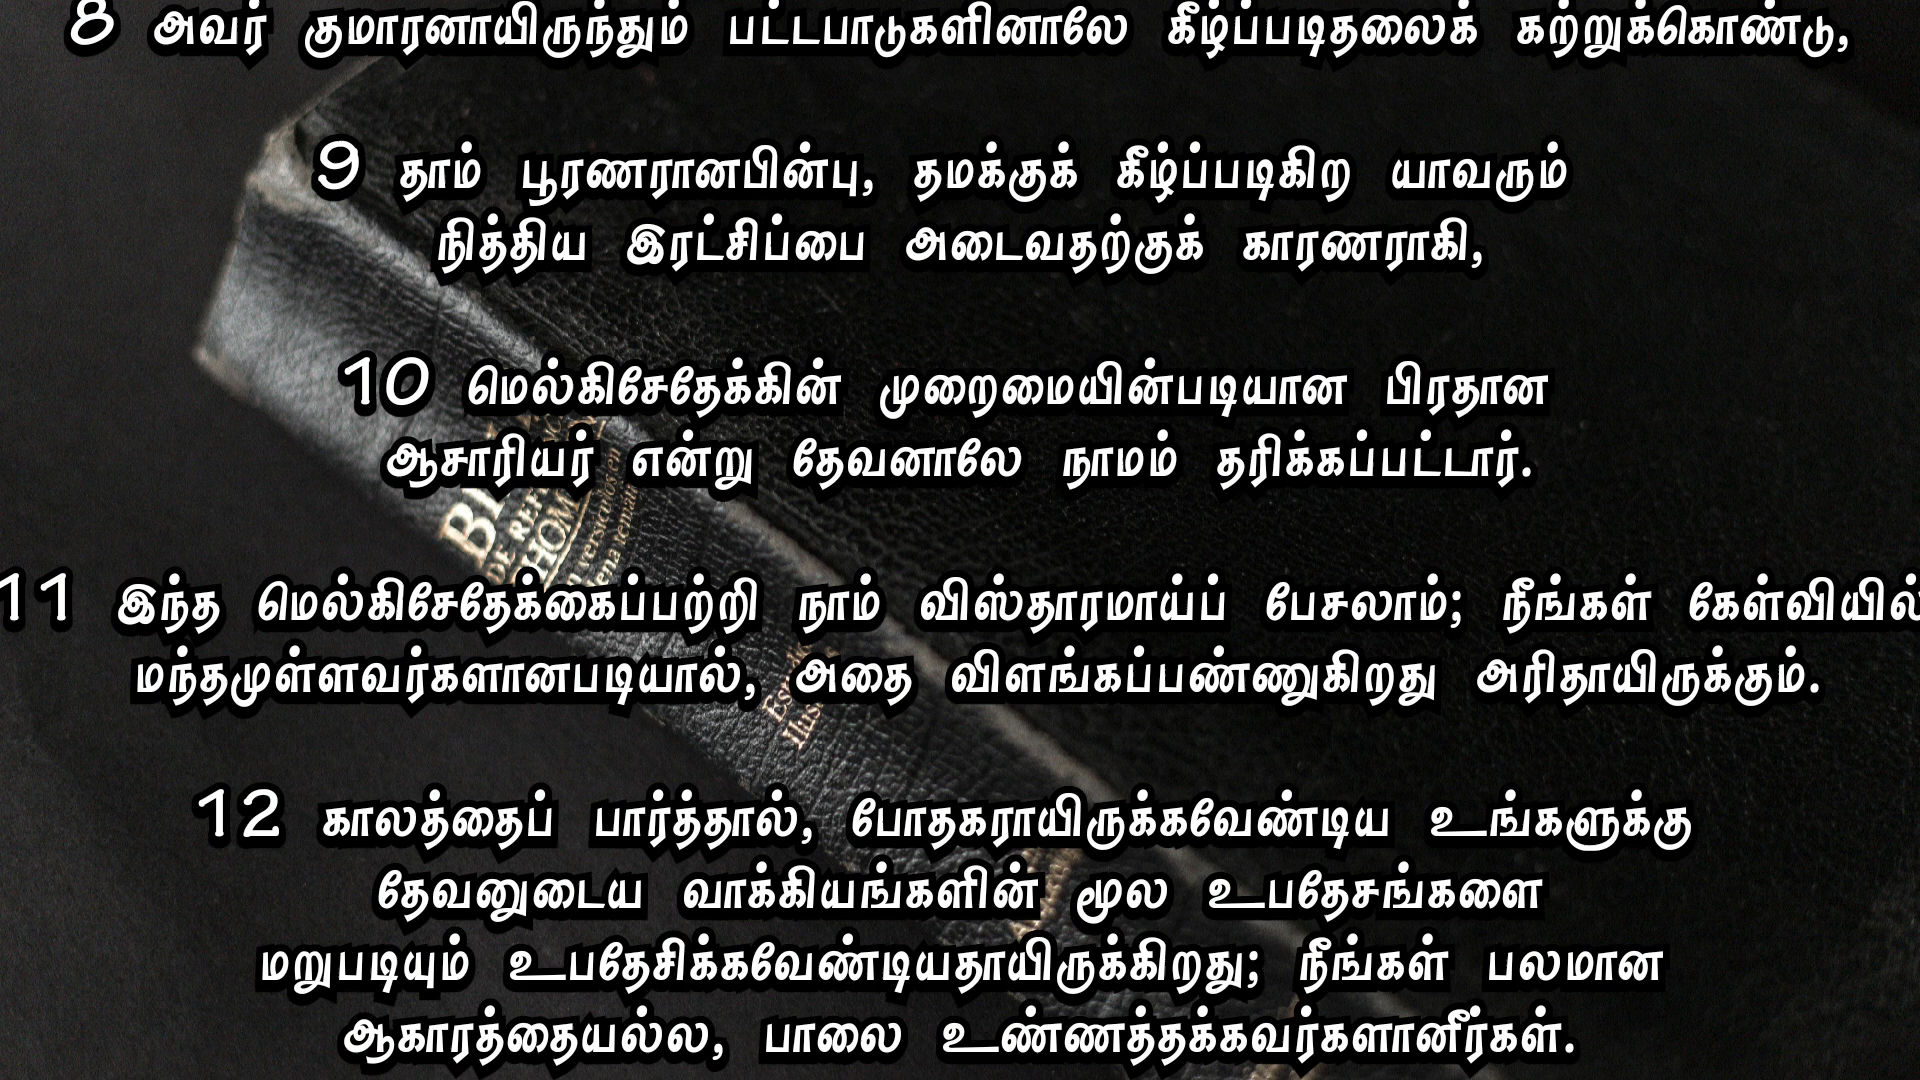 8 அவர் குமாரனாயிருந்தும் பட்டபாடுகளினாலே கீழ்ப்படிதலைக் கற்றுக்கொண்டு,
9 தாம் பூரணரானபின்பு, தமக்குக் கீழ்ப்படிகிற யாவரும்
நித்திய இரட்சிப்பை அடைவதற்குக் காரணராகி,
10 மெல்கிசேதேக்கின் முறைமையின்படியான பிரதான
ஆசாரியர் என்று தேவனாலே நாமம் தரிக்கப்பட்டார்.
11 இந்த மெல்கிசேதேக்கைப்பற்றி நாம் விஸ்தாரமாய்ப் பேசலாம்; நீங்கள் கேள்வியில்
மந்தமுள்ளவர்களானபடியால், அதை விளங்கப்பண்ணுகிறது அரிதாயிருக்கும்.
12 காலத்தைப் பார்த்தால், போதகராயிருக்கவேண்டிய உங்களுக்கு
தேவனுடைய வாக்கியங்களின் மூல உபதேசங்களை
மறுபடியும் உபதேசிக்கவேண்டியதாயிருக்கிறது; நீங்கள் பலமான
ஆகாரத்தையல்ல, பாலை உண்ணத்தக்கவர்களானீர்கள்.